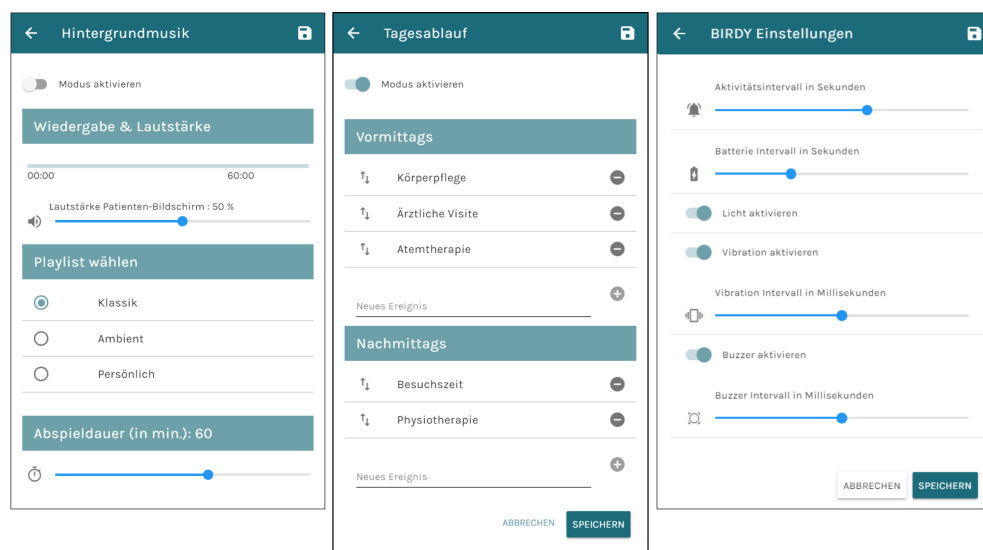 Hintergrundmusik
Modus aktivieren
Wiedergabe & Lautstärke
00:00 60:00
Lautstärke Patienten-Bildschirm : 50 %
Playlist wählen
Klassik
Ambient
Persönlich
Abspieldauer (in min.): 60
Tagesablauf
Modus aktivieren
Vormittags
Körperpflege
Ärztliche Visite
Atemtherapie
Neues Ereignis
Nachmittags
Besuchszeit
Physiotherapie
Neues Ereignis
ABBRECHEN SPEICHERN
BIRDY Einstellungen
Aktivitätsintervall in Sekunden
Batterie Intervall in Sekunden
Licht aktivieren
Vibration aktivieren
Vibration Intervall in Millisekunden
Buzzer aktivieren
Buzzer Intervall in Millisekunden
ABBRECHEN SPEICHERN